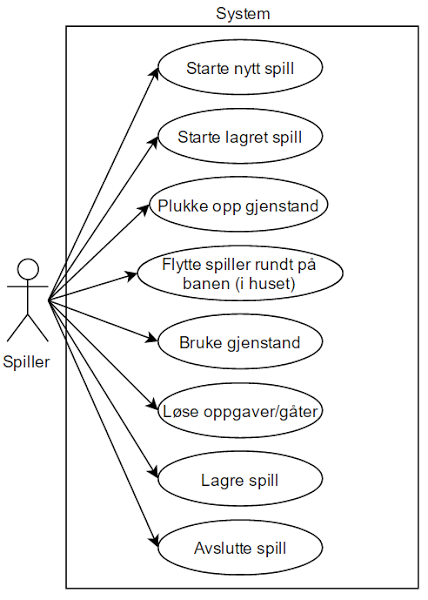 System
Starte nytt spill
Starte lagret spill
Plukke opp gjenstand
Flytte spiller rundt på
banen (i huset)
Bruke gjenstand
Spiller
Løse oppgaver/gåter
Lagre spill
Avslutte spill